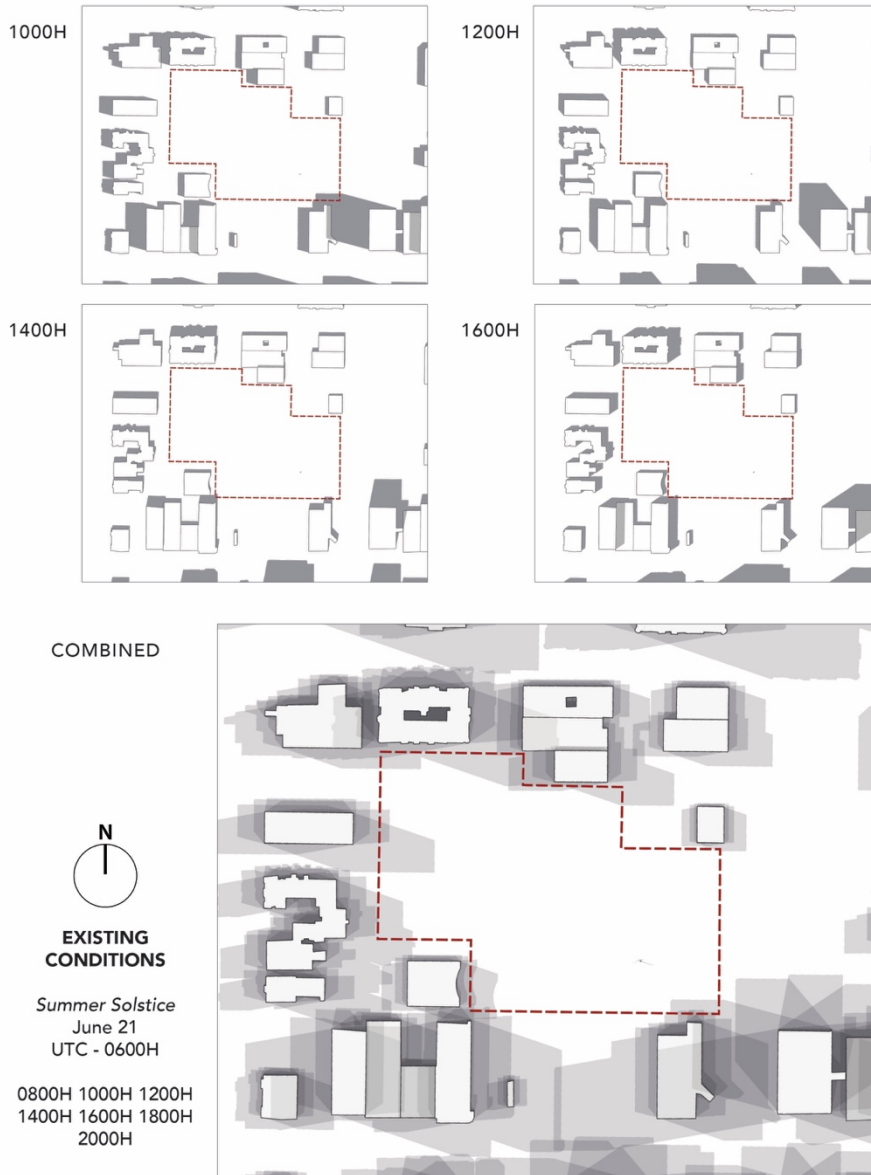 1000H
1200H
1400H
1600H
COMBINED
N
EXISTING
CONDITIONS
Summer Solstice
June 21
UTC - 0600H
0800H 1000H 1200H
1400H 1600H 1800H
2000H